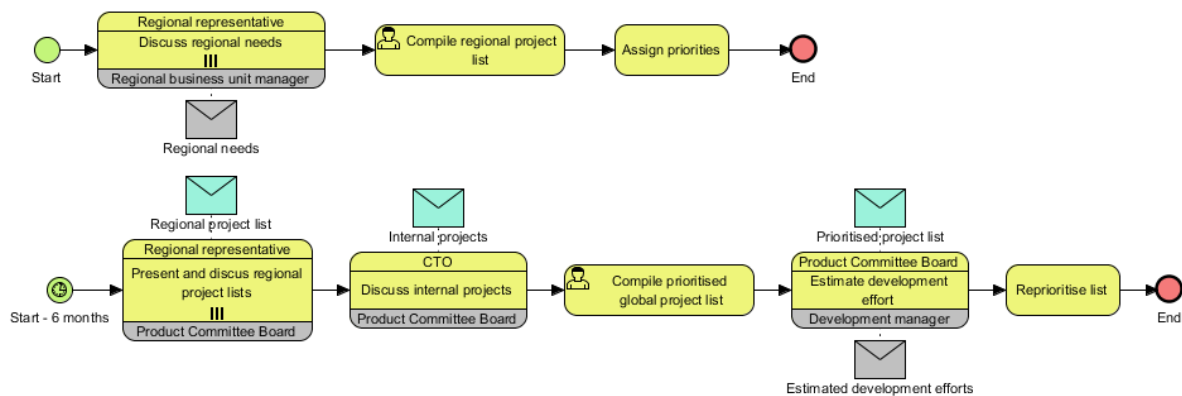 Regional representative
Discuss regional needs
Regional business unit manager
Start
Compile regional project
list
Assign priorities
End
Regional needs
Regional project list
Internal projects
Prioritised project list
Regional representative
Present and discus regional
project lists
Product Committee Board
Start - 6 months
CTO
Discuss internal projects
Product Committee Board
Compile prioritised
global project list
Product Committee Board
Estimate development
effort
Development manager
Reprioritise list
End
Estimated development efforts